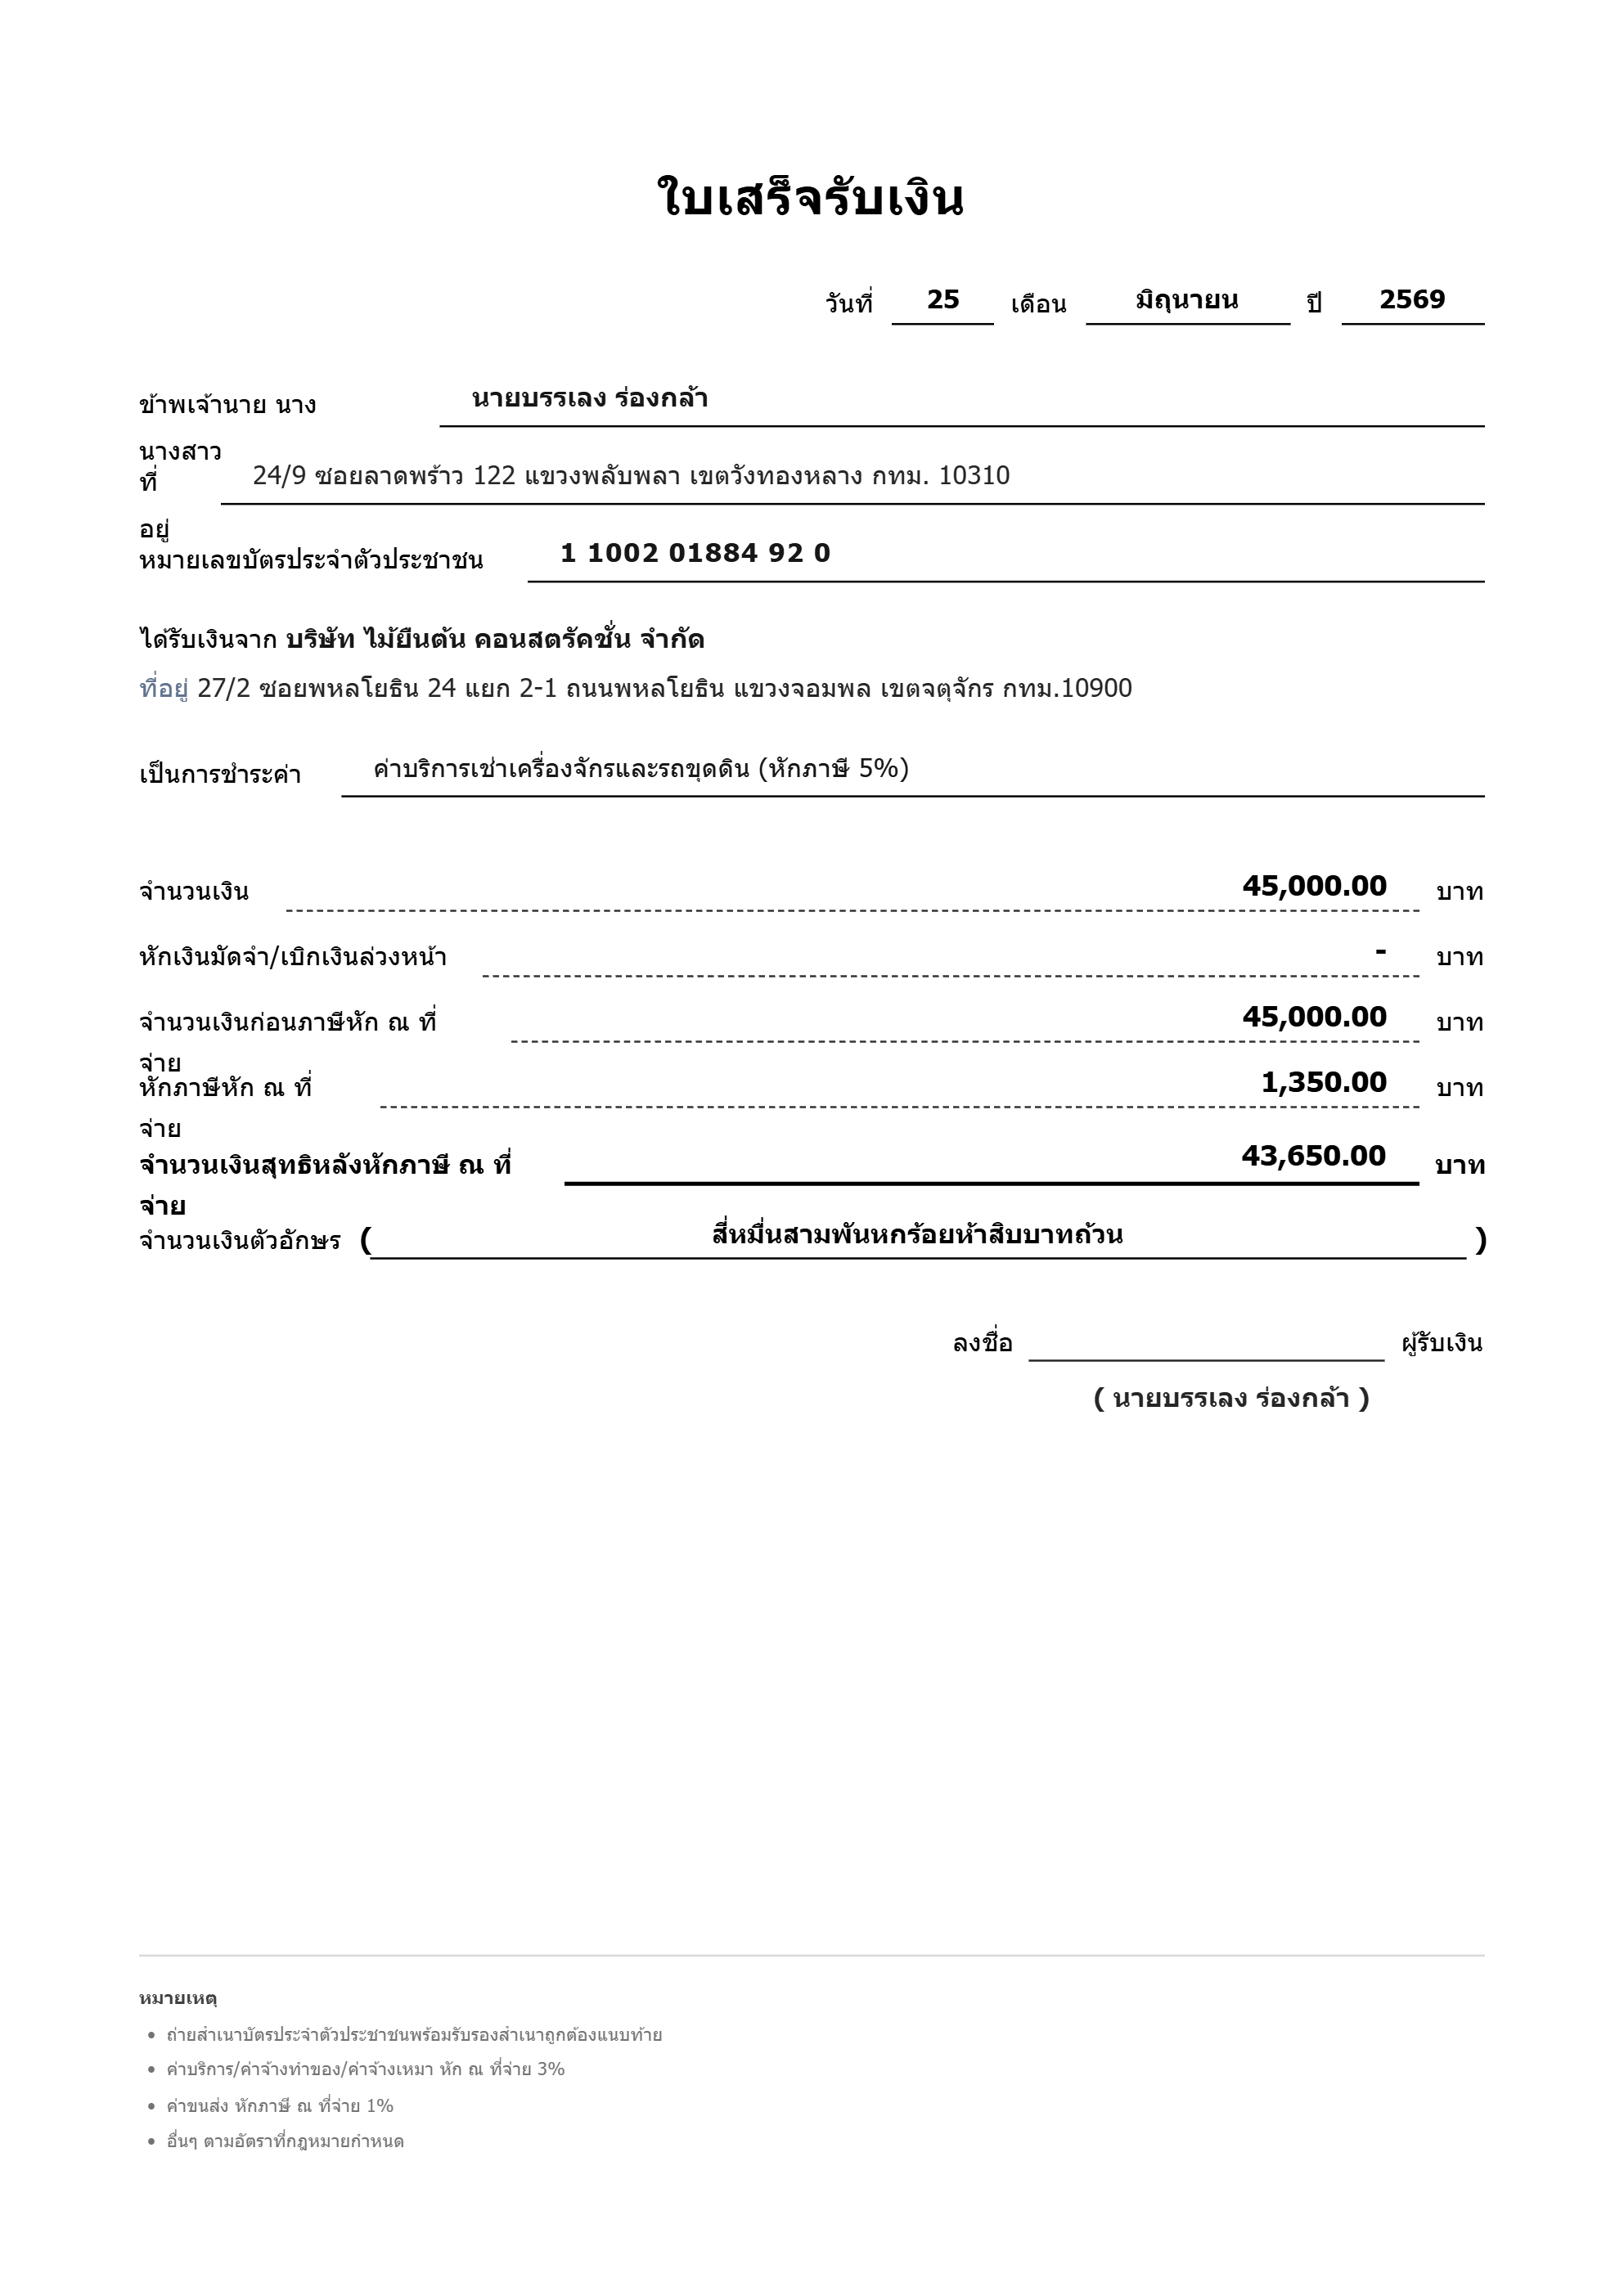 ใบเสร็จรับเงิน
วันที่ 25 เดือน มิถุนายน ปี 2569
ข้าพเจ้านาย นาง นายบรรเลง ร่องกล้า
นางสาว
ที่ 24/9 ซอยลาดพร้าว 122 แขวงพลับพลา เขตวังทองหลาง กทม. 10310
อยู่
หมายเลขบัตรประจำตัวประชาชน 1 1002 01884 92 0
ได้รับเงินจาก บริษัท ไม้ยืนต้น คอนสตรัคชั่น จำกัด
ที่อยู่ 27/2 ซอยพหลโยธิน 24 แยก 2-1 ถนนพหลโยธิน แขวงจอมพล เขตจตุจักร กทม.10900
เป็นการชำระค่า ค่าบริการเช่าเครื่องจักรและรถขุดดิน (หักภาษี 5%)
จำนวนเงิน 45,000.00 บาท
หักเงินมัดจำ/เบิกเงินล่วงหน้า - บาท
จำนวนเงินก่อนภาษีหัก ณ ที่ 45,000.00 บาท
จ่าย
หักภาษีหัก ณ ที่ 1,350.00 บาท
จ่าย
จำนวนเงินสุทธิหลังหักภาษี ณ ที่ 43,650.00 บาท
จ่าย
จำนวนเงินตัวอักษร ( สี่หมื่นสามพันหกร้อยห้าสิบบาทถ้วน )
ลงชื่อ ผู้รับเงิน
( นายบรรเลง ร่องกล้า )
หมายเหตุ
• ถ่ายสำเนาบัตรประจำตัวประชาชนพร้อมรับรองสำเนาถูกต้องแนบท้าย
• ค่าบริการ/ค่าจ้างทำของ/ค่าจ้างเหมา หัก ณ ที่จ่าย 3%
• ค่าขนส่ง หักภาษี ณ ที่จ่าย 1%
• อื่นๆ ตามอัตราที่กฎหมายกำหนด